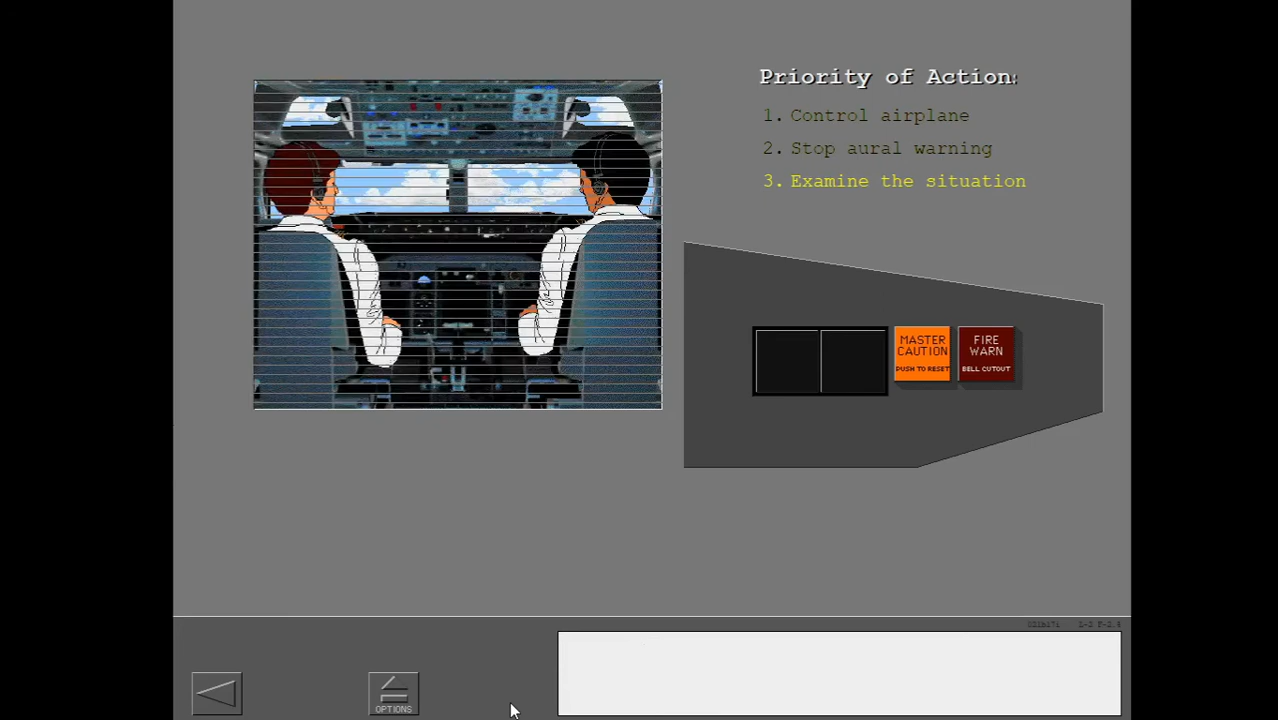 Priority of Action:
1. Control airplane
2. Stop aural warning
3. Examine the situation
MASTER CAUTION
PUSH TO RESET
FIRE WARN
BELL CUTOUT
OPTIONS